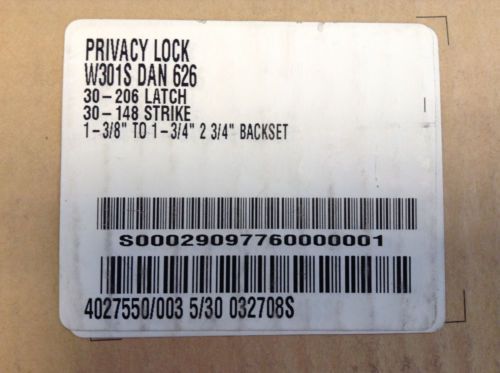 PRIVACY LOCK
W301S DAN 626
30-206 LATCH
30-148 STRIKE
1-3/8" TO 1-3/4" 2 3/4" BACKSET
S00029097760000001
4027550/003 5/30 032708S